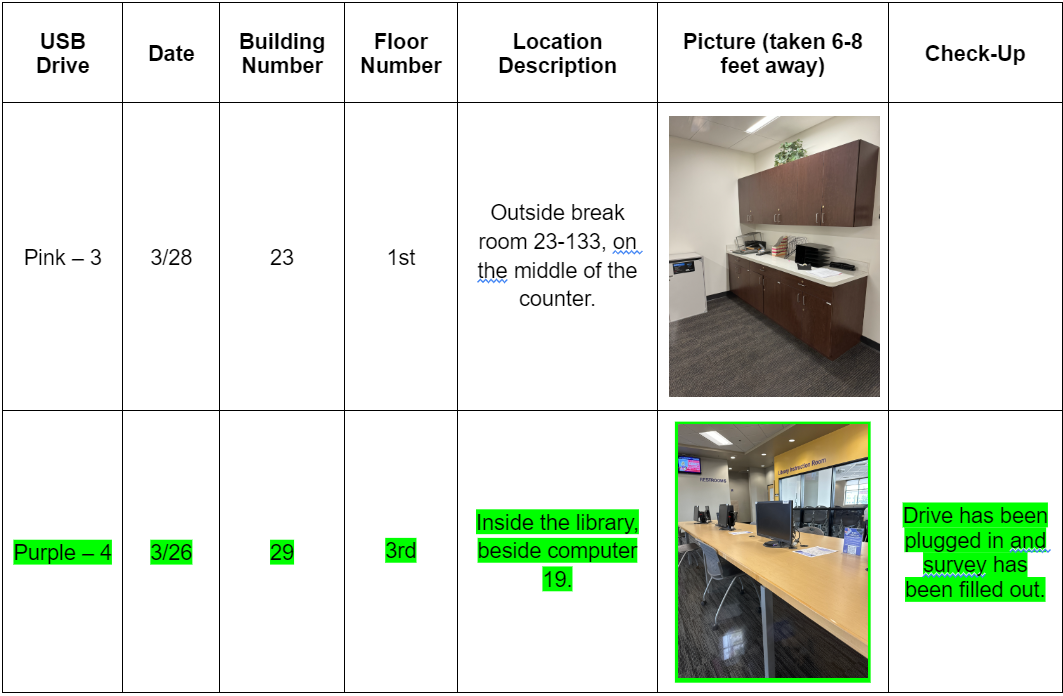 USB
Drive
Date
Building
Number
Floor
Number
Location
Description
Picture (taken 6-8
feet away)
Check-Up
Pink – 3
3/28
23
1st
Outside break
room 23-133, on
the middle of the
counter.
Purple – 4
3/26
29
3rd
Inside the library,
beside computer
19.
RESTROOMS
Library Instruction Room
Drive has been
plugged in and
survey has
been filled out.